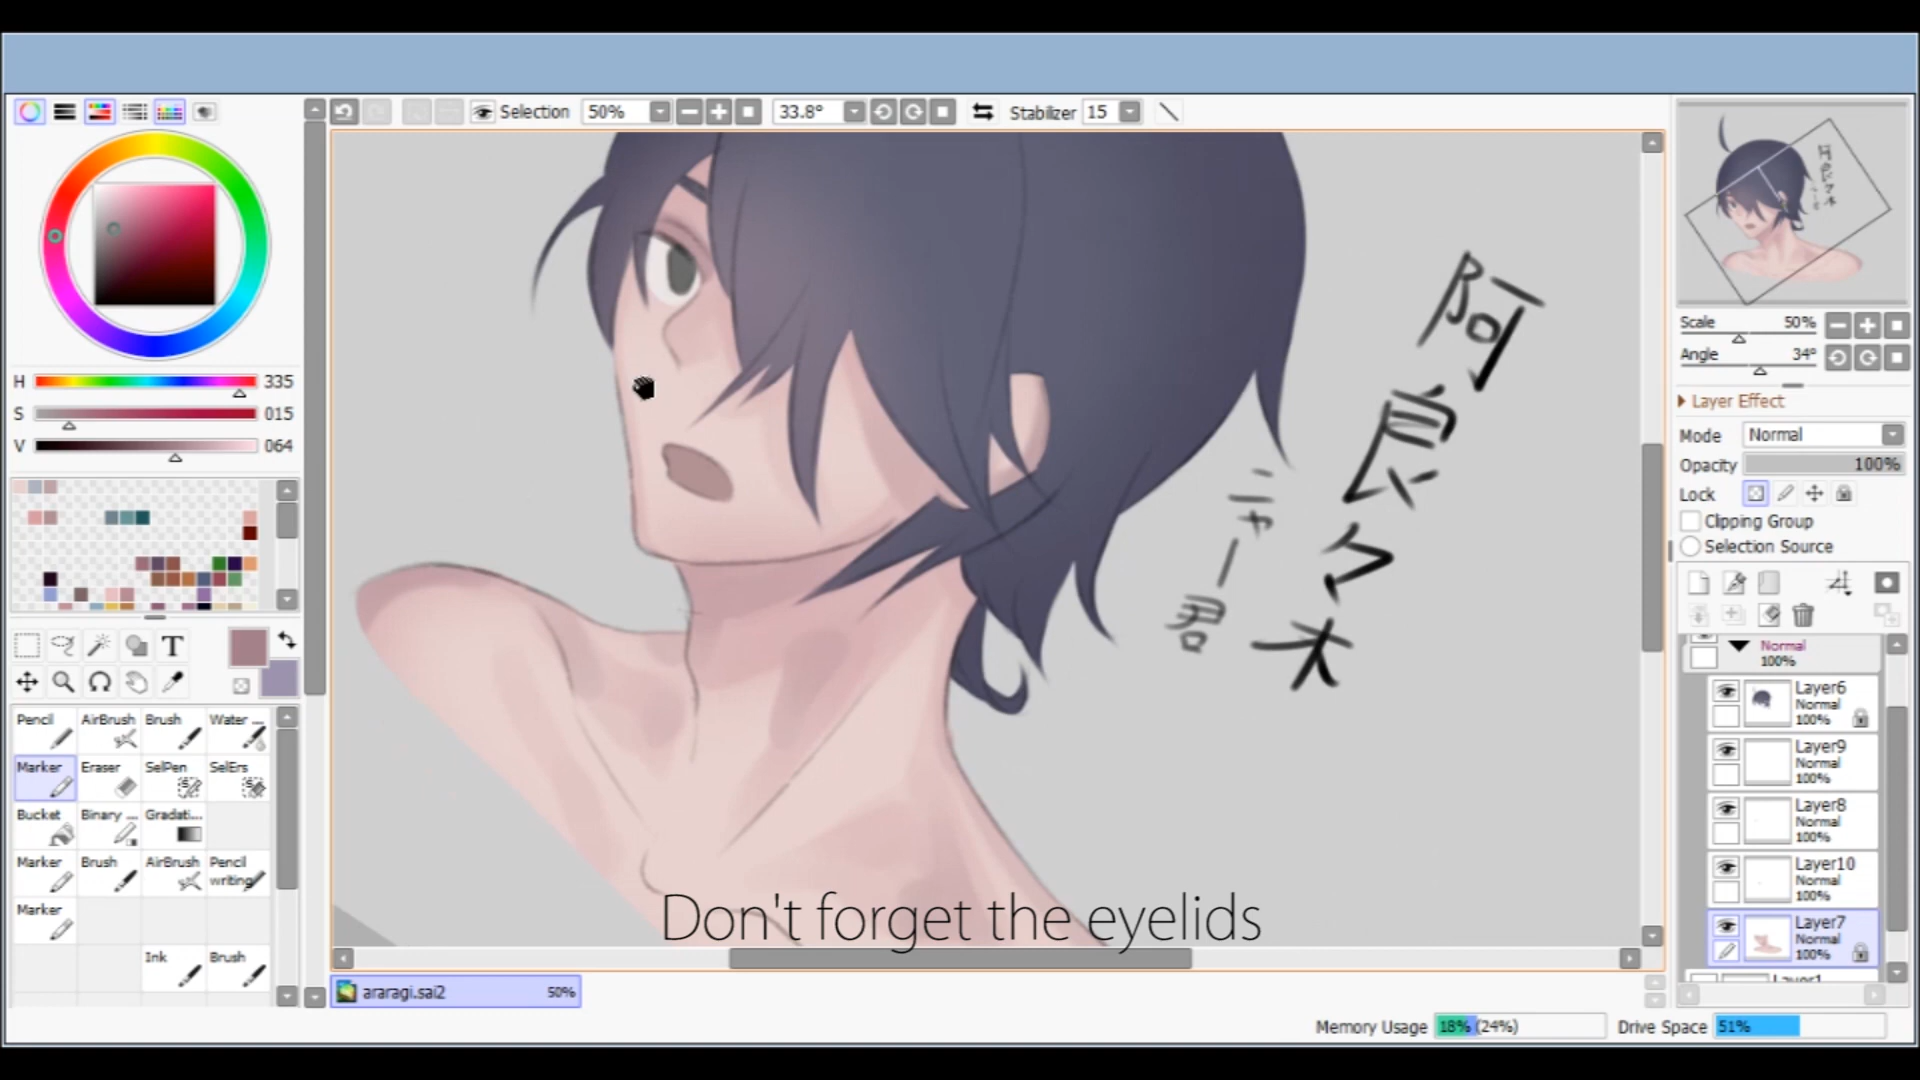 Selection
50%
33.8°
Stabilizer 15
H 335
S 015
V 064
T
Pencil AirBrush Brush Water ...
Marker Eraser SelPen SelErs
Bucket Binary ... Gradati...
Marker Brush AirBrush Pencil writing
Marker
Ink Brush
阿良々木
ニャー君
Don't forget the eyelids
araragi.sai2 50%
Scale 50%
Angle 34°
Layer Effect
Mode Normal
Opacity 100%
Lock
Clipping Group
Selection Source
Normal
100%
Layer6
Normal
100%
Layer9
Normal
100%
Layer8
Normal
100%
Layer10
Normal
100%
Layer7
Normal
100%
Layer1
Memory Usage 18% (24%)
Drive Space 51%